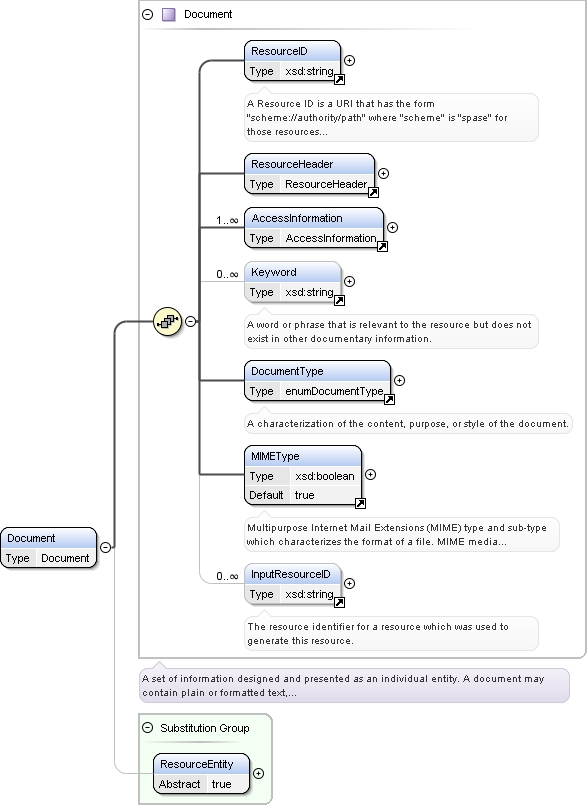 Document
ResourceID
Type xsd:string
A Resource ID is a URI that has the form
"scheme://authority/path" where "scheme" is "spase" for
those resources...
ResourceHeader
Type ResourceHeader
1..∞
AccessInformation
Type AccessInformation
0..∞
Keyword
Type xsd:string
A word or phrase that is relevant to the resource but does not
exist in other documentary information.
DocumentType
Type enumDocumentType
A characterization of the content, purpose, or style of the document.
MIMEType
Type xsd:boolean
Default true
Multipurpose Internet Mail Extensions (MIME) type and sub-type
which characterizes the format of a file. MIME media...
Document
Type Document
0..∞
InputResourceID
Type xsd:string
The resource identifier for a resource which was used to
generate this resource.
A set of information designed and presented as an individual entity. A document may
contain plain or formatted text,...
Substitution Group
ResourceEntity
Abstract true